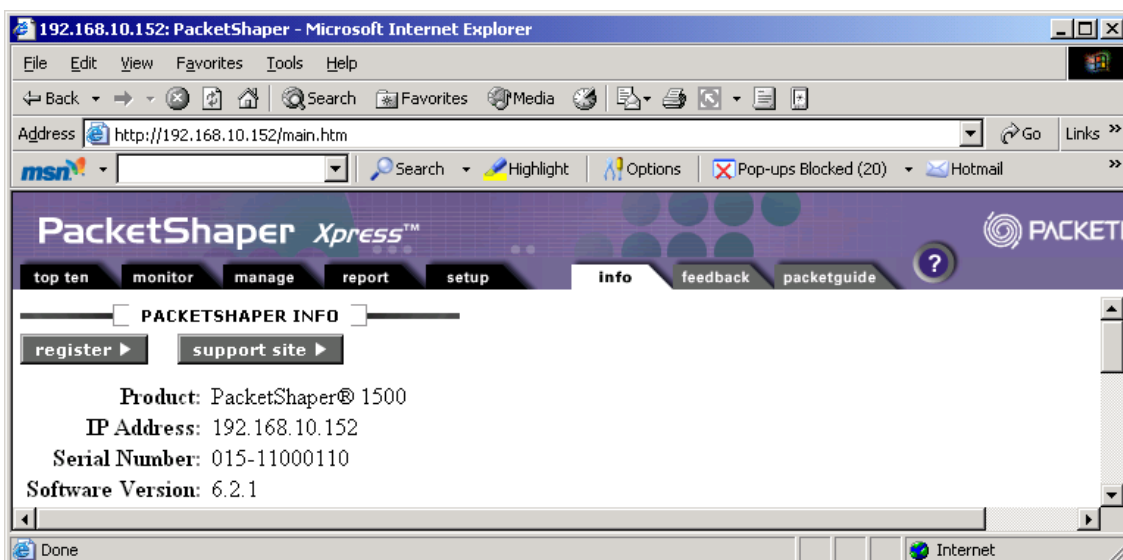 192.168.10.152: PacketShaper - Microsoft Internet Explorer
File Edit View Favorites Tools Help
Back Search Favorites Media
Address http://192.168.10.152/main.htm Go Links »
msn Search Highlight Options Pop-ups Blocked (20) Hotmail »
PacketShaper Xpress™ PACKETI
top ten monitor manage report setup info feedback packetguide ?
PACKETSHAPER INFO
register support site
Product: PacketShaper® 1500
IP Address: 192.168.10.152
Serial Number: 015-11000110
Software Version: 6.2.1
Done Internet